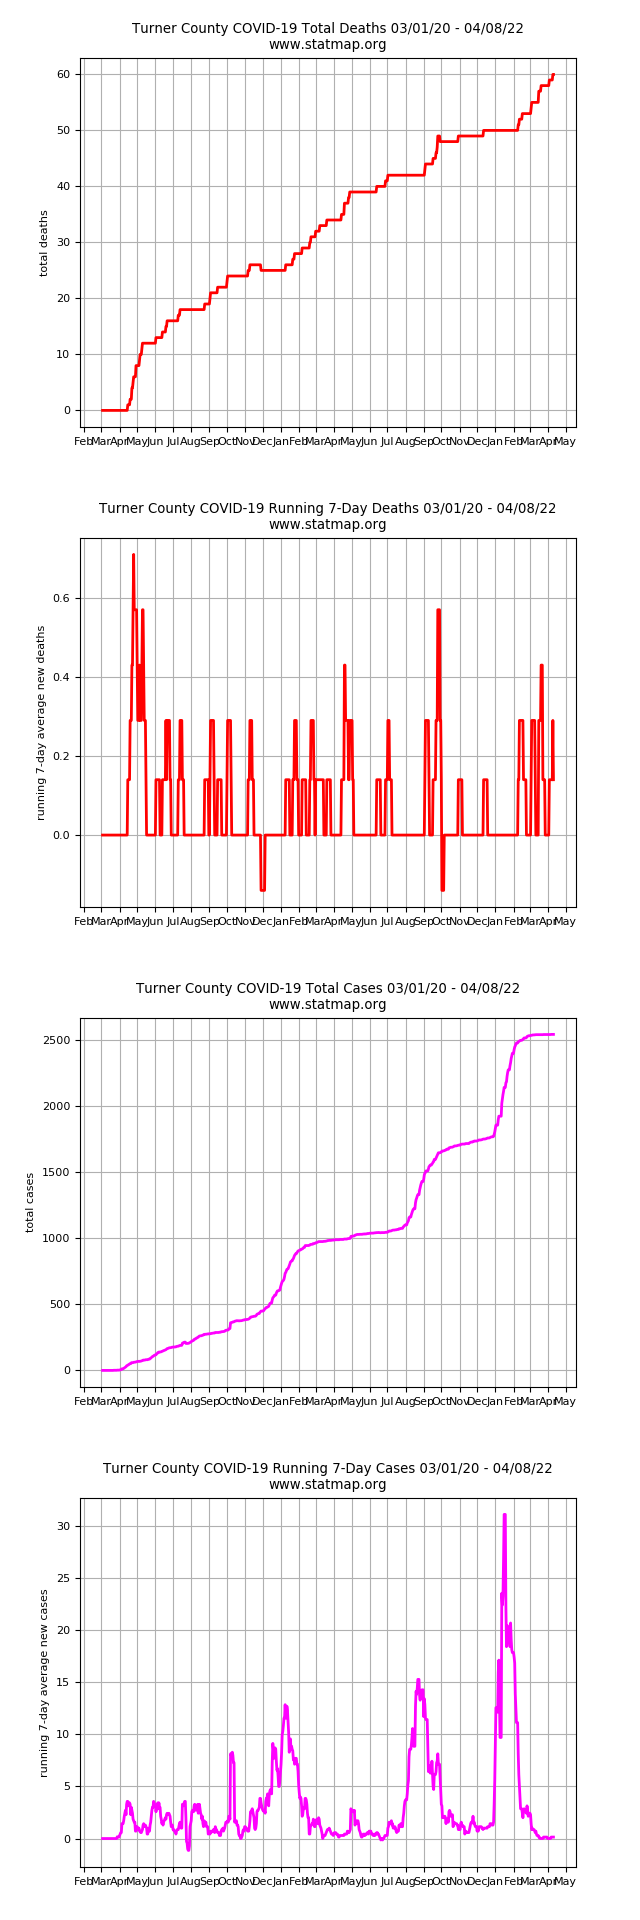 Turner County COVID-19 Total Deaths 03/01/20 - 04/08/22
www.statmap.org
60
50
40
30
20
10
0
total deaths
Feb Mar Apr May Jun Jul Aug Sep Oct Nov Dec Jan Feb Mar Apr May Jun Jul Aug Sep Oct Nov Dec Jan Feb Mar Apr May
Turner County COVID-19 Running 7-Day Deaths 03/01/20 - 04/08/22
www.statmap.org
0.6
0.4
0.2
0.0
running 7-day average new deaths
Feb Mar Apr May Jun Jul Aug Sep Oct Nov Dec Jan Feb Mar Apr May Jun Jul Aug Sep Oct Nov Dec Jan Feb Mar Apr May
Turner County COVID-19 Total Cases 03/01/20 - 04/08/22
www.statmap.org
2500
2000
1500
1000
500
0
total cases
Feb Mar Apr May Jun Jul Aug Sep Oct Nov Dec Jan Feb Mar Apr May Jun Jul Aug Sep Oct Nov Dec Jan Feb Mar Apr May
Turner County COVID-19 Running 7-Day Cases 03/01/20 - 04/08/22
www.statmap.org
30
25
20
15
10
5
0
running 7-day average new cases
Feb Mar Apr May Jun Jul Aug Sep Oct Nov Dec Jan Feb Mar Apr May Jun Jul Aug Sep Oct Nov Dec Jan Feb Mar Apr May